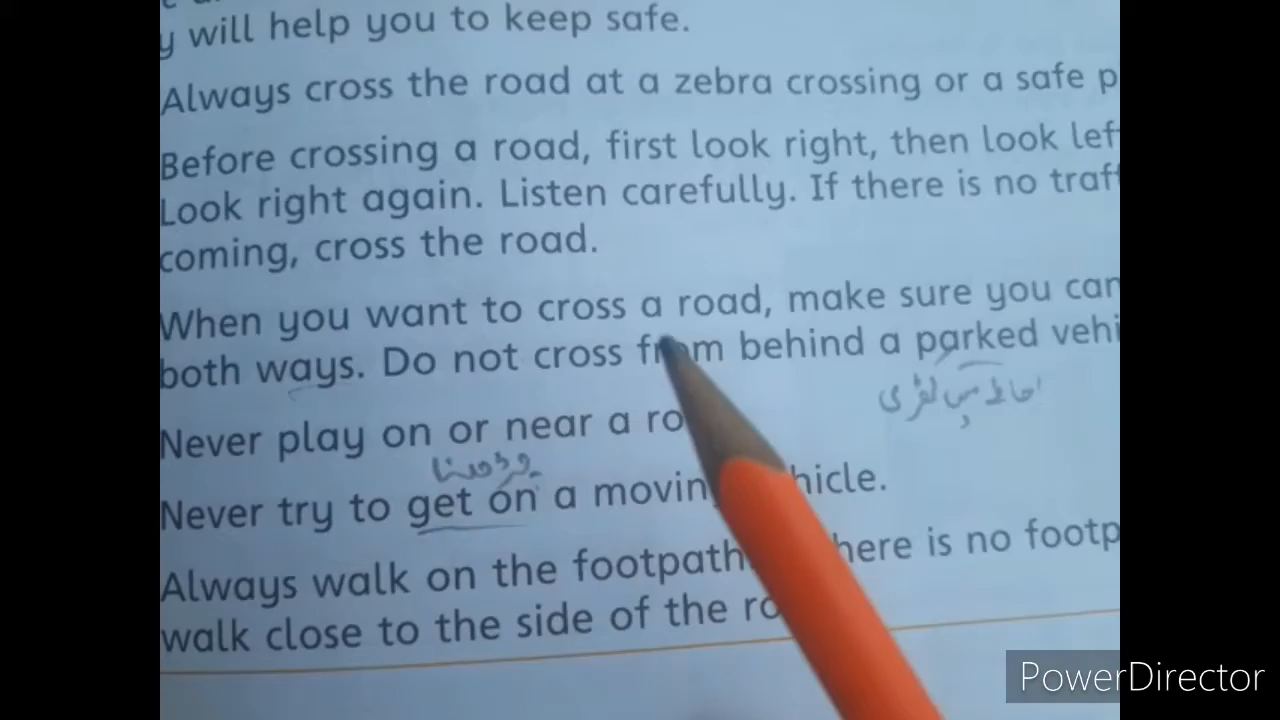 y will help you to keep safe.
Always cross the road at a zebra crossing or a safe p
Before crossing a road, first look right, then look lef
Look right again. Listen carefully. If there is no traf
coming, cross the road.
When you want to cross a road, make sure you can
both ways. Do not cross from behind a parked vehi
Never play on or near a ro
Never try to get on a movin hicle.
Always walk on the footpath here is no footp
walk close to the side of the ro
PowerDirector